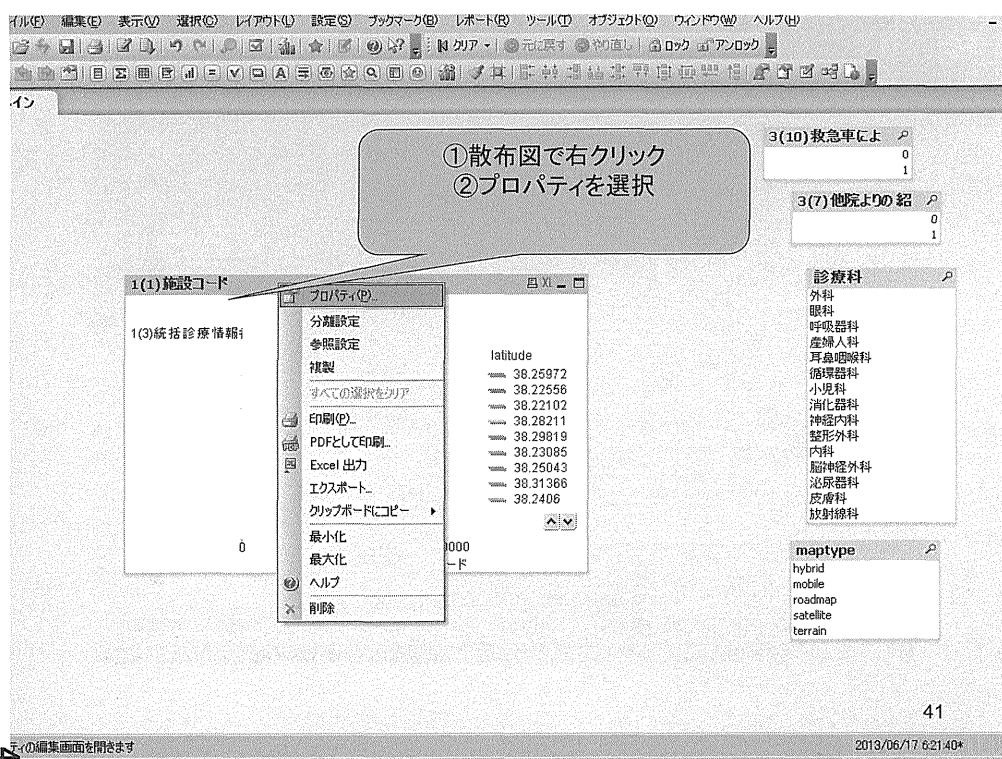 イル(F) 編集(E) 表示(V) 選択(C) レイアウト(L) 設定(S) ブックマーク(B) レポート(R) ツール(T) オブジェクト(O) ウィンドウ(W) ヘルプ(H)
クリア 元に戻す やり直し ロック アンロック
イン
①散布図で右クリック
②プロパティを選択
3(10)救急車によ
0
1
3(7)他院よりの紹
0
1
1(1)施設コード
1(3)統括診療情報
プロパティ(P)...
分離設定
参照設定
複製
すべての選択をクリア
印刷(P)...
PDFとして印刷...
Excel 出力
エクスポート...
クリップボードにコピー
最小化
最大化
ヘルプ
削除
XL
latitude
38.25972
38.22556
38.22102
38.28211
38.29819
38.23085
38.25043
38.31366
38.2406
0
0000
ード
診療科
外科
眼科
呼吸器科
産婦人科
耳鼻咽喉科
循環器科
小児科
消化器科
神経内科
整形外科
内科
脳神経外科
泌尿器科
皮膚科
放射線科
maptype
hybrid
mobile
roadmap
satellite
terrain
41
ティの編集画面を開きます
2013/06/17 6:21:40*